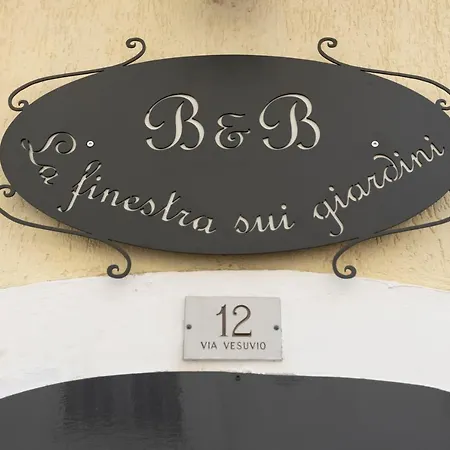 B&B
La finestra sui giardini
12
VIA VESUVIO